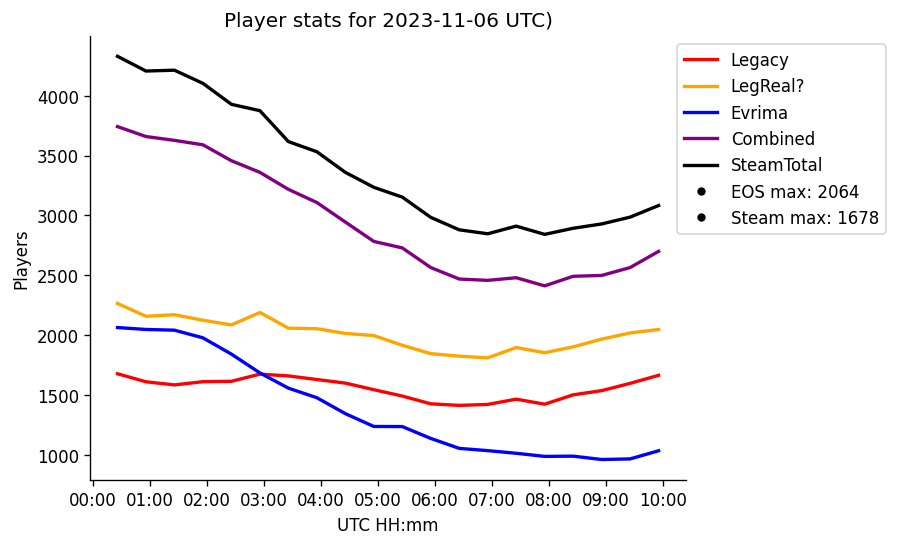 Player stats for 2023-11-06 UTC)
Legacy
LegReal?
Evrima
Combined
SteamTotal
EOS max: 2064
Steam max: 1678
4000
3500
3000
2500
2000
1500
1000
Players
00:00 01:00 02:00 03:00 04:00 05:00 06:00 07:00 08:00 09:00 10:00
UTC HH:mm